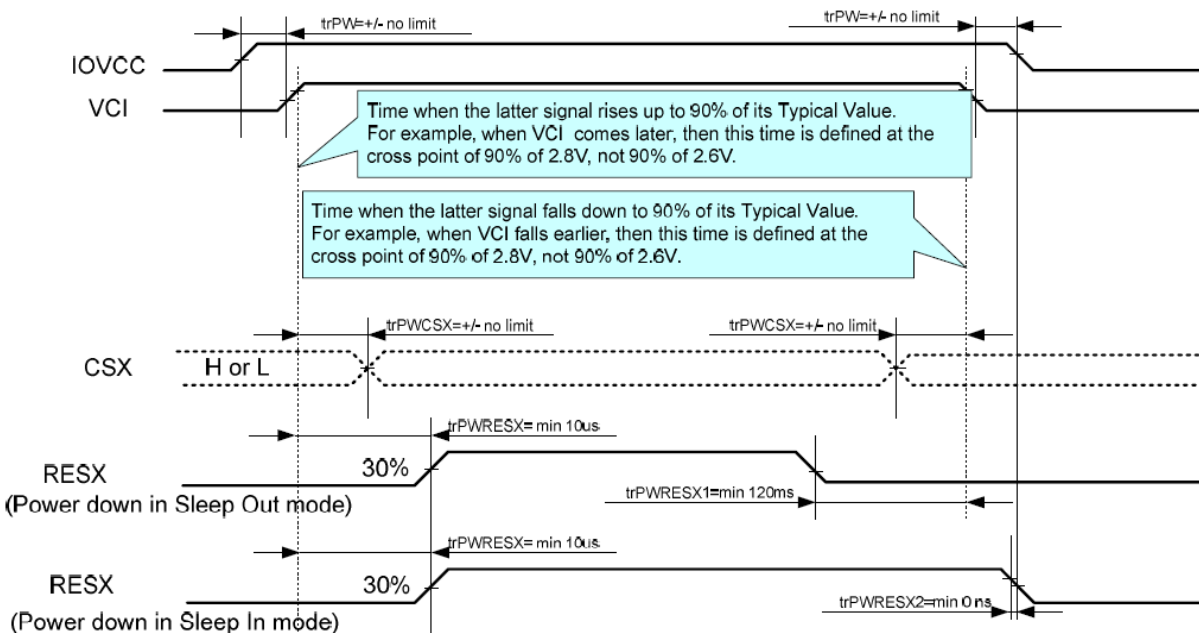 trPW=+/- no limit
trPW=+/- no limit
IOVCC
VCI
Time when the latter signal rises up to 90% of its Typical Value.
For example, when VCI comes later, then this time is defined at the
cross point of 90% of 2.8V, not 90% of 2.6V.
Time when the latter signal falls down to 90% of its Typical Value.
For example, when VCI falls earlier, then this time is defined at the
cross point of 90% of 2.8V, not 90% of 2.6V.
trPWCSX=+/- no limit
trPWCSX=+/- no limit
CSX
H or L
trPWRESX= min 10us
30%
RESX
(Power down in Sleep Out mode)
trPWRESX1=min 120ms
trPWRESX= min 10us
30%
RESX
(Power down in Sleep In mode)
trPWRESX2=min 0 ns